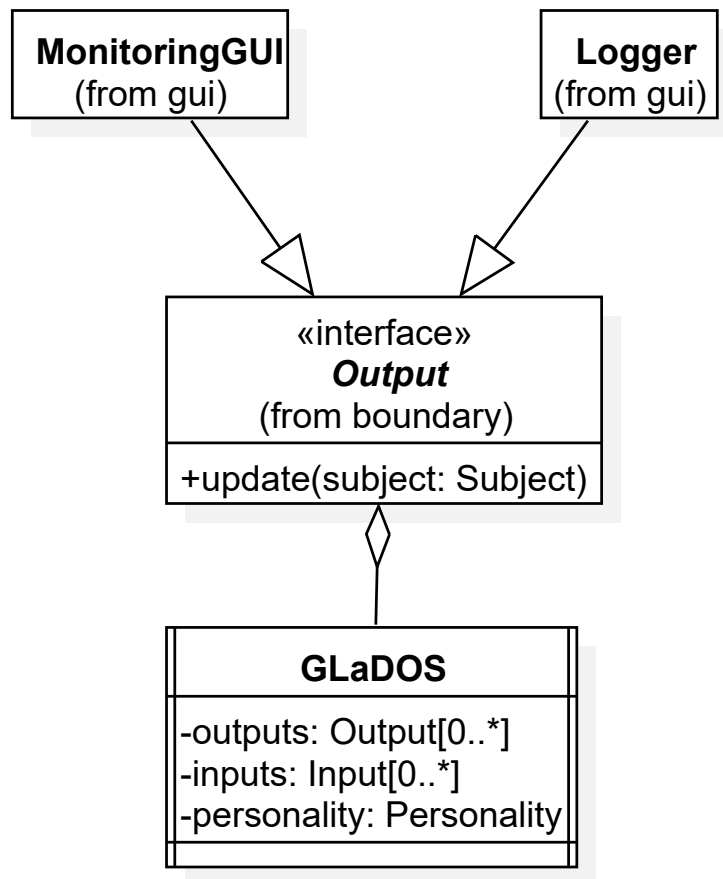 MonitoringGUI
(from gui)
Logger
(from gui)
«interface»
Output
(from boundary)
+update(subject: Subject)
GLaDOS
-outputs: Output[0..*]
-inputs: Input[0..*]
-personality: Personality